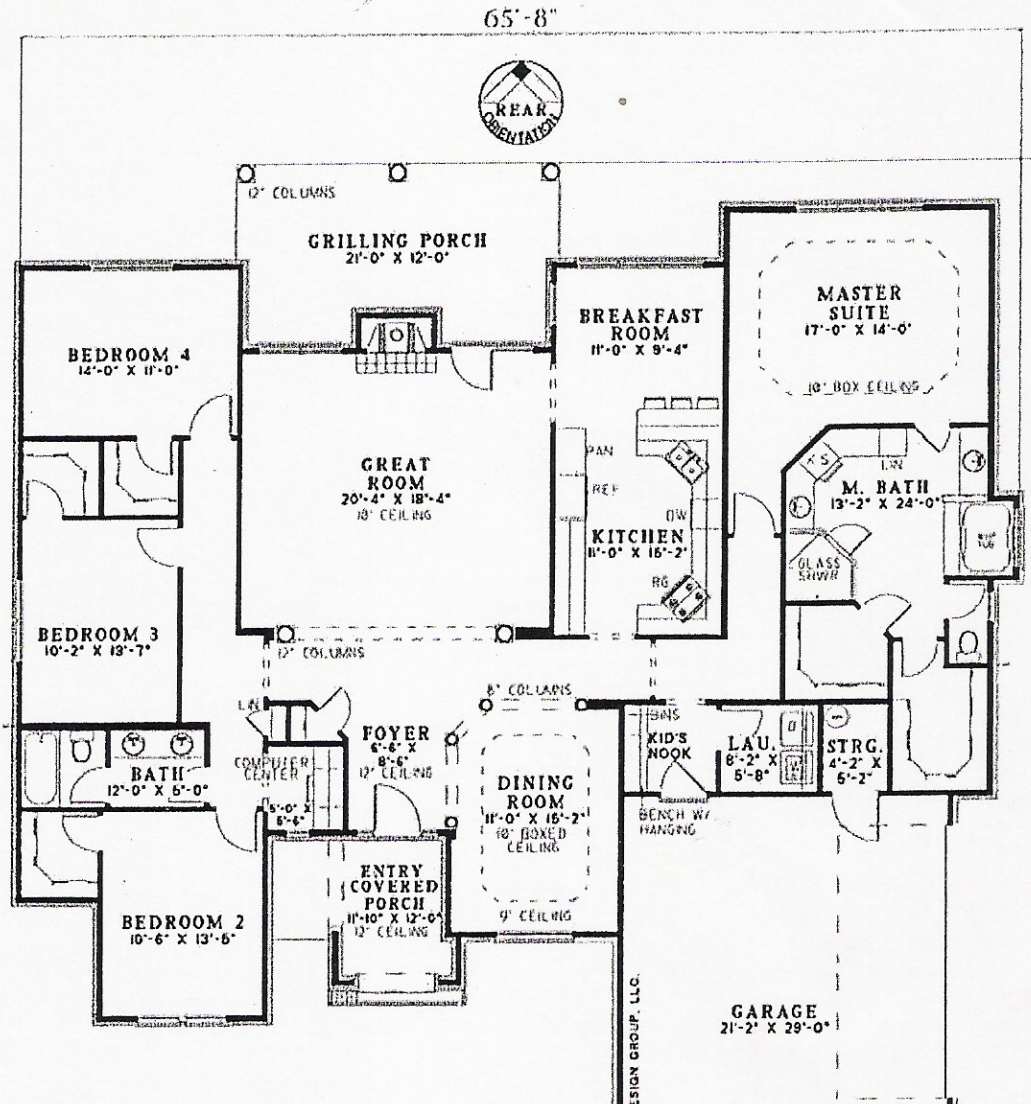 65'-8"
REAR
ORIENTATION
12" COLUMNS
GRILLING PORCH
21'-0" X 12'-0"
MASTER
SUITE
17'-0" X 14'-0"
10' BOX CEILING
BREAKFAST
ROOM
11'-0" X 9'-4"
BEDROOM 4
14'-0" X 11'-0"
GREAT
ROOM
20'-4" X 18'-4"
10' CEILING
PAN
REF
KITCHEN
11'-0" X 16'-2"
DW
RG
K S
LIN
M. BATH
13'-2" X 24'-0"
TUB
GLASS
SHWR
BEDROOM 3
10'-2" X 13'-7"
12" COLUMNS
8" COLUMNS
LIN
FOYER
6'-6" X
8'-6"
12' CEILING
COMPUTER
CENTER
5'-0" X
5'-6"
BATH
12'-0" X 5'-0"
DINING
ROOM
11'-0" X 15'-2"
10' BOXED
CEILING
9' CEILING
BINS
KID'S
NOOK
BENCH W/
HANGING
LAU.
8'-2" X
5'-8"
D
W
STRG.
4'-2" X
5'-2"
ENTRY
COVERED
PORCH
11'-10" X 12'-0"
12' CEILING
BEDROOM 2
10'-6" X 13'-6"
GARAGE
21'-2" X 29'-0"
ESIGN GROUP, LLC.